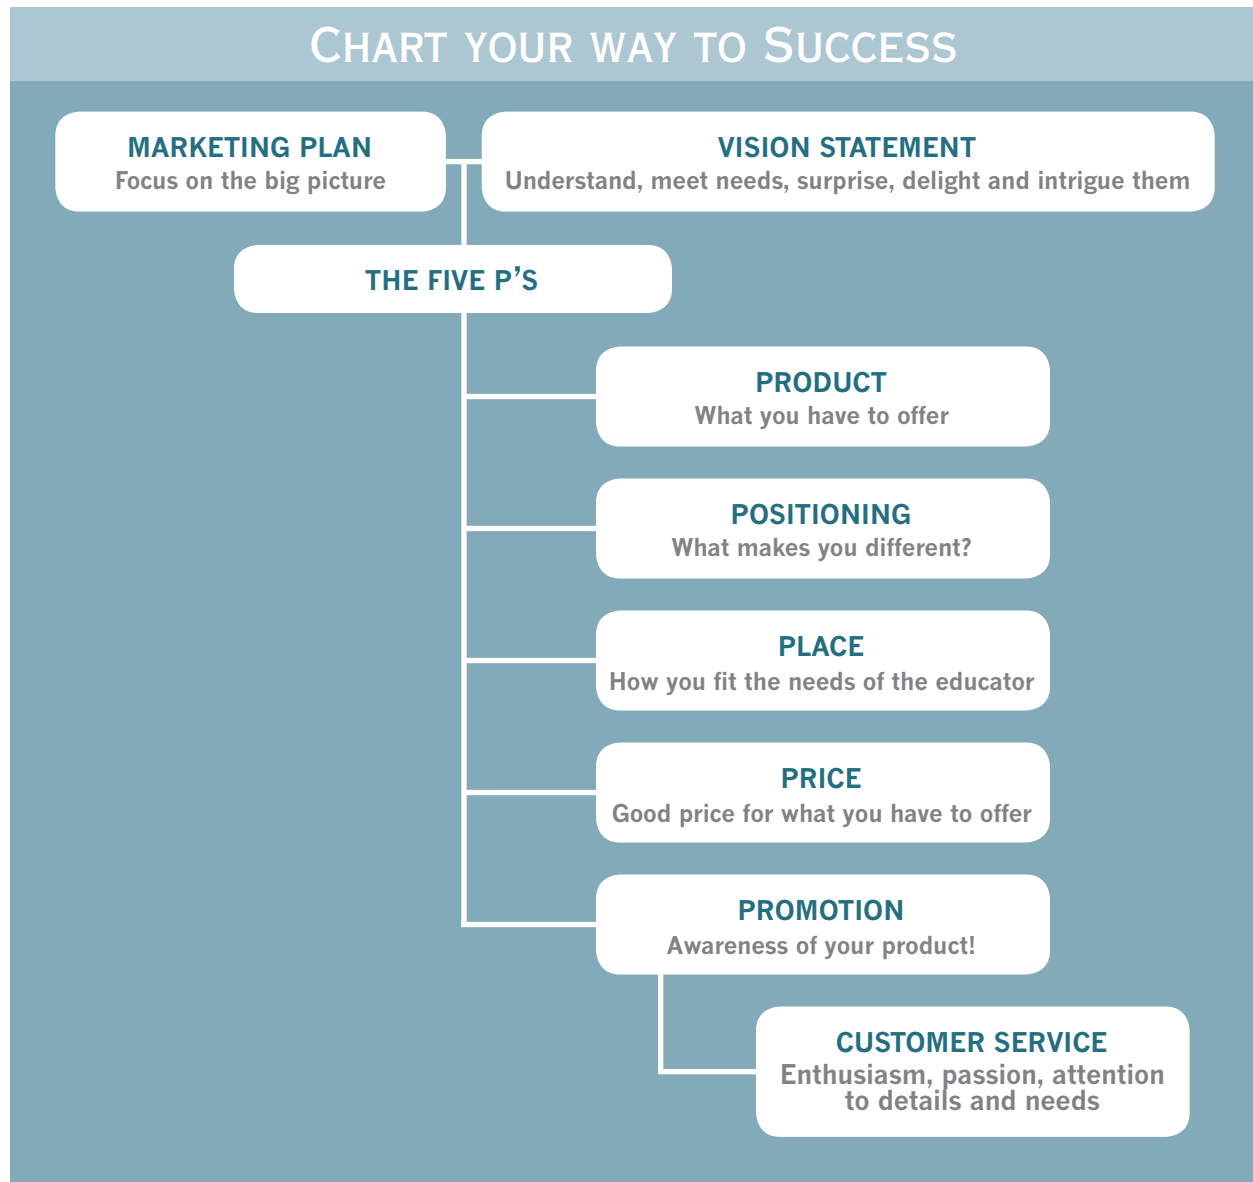 CHART YOUR WAY TO SUCCESS
MARKETING PLAN
Focus on the big picture
VISION STATEMENT
Understand, meet needs, surprise, delight and intrigue them
THE FIVE P’S
PRODUCT
What you have to offer
POSITIONING
What makes you different?
PLACE
How you fit the needs of the educator
PRICE
Good price for what you have to offer
PROMOTION
Awareness of your product!
CUSTOMER SERVICE
Enthusiasm, passion, attention
to details and needs